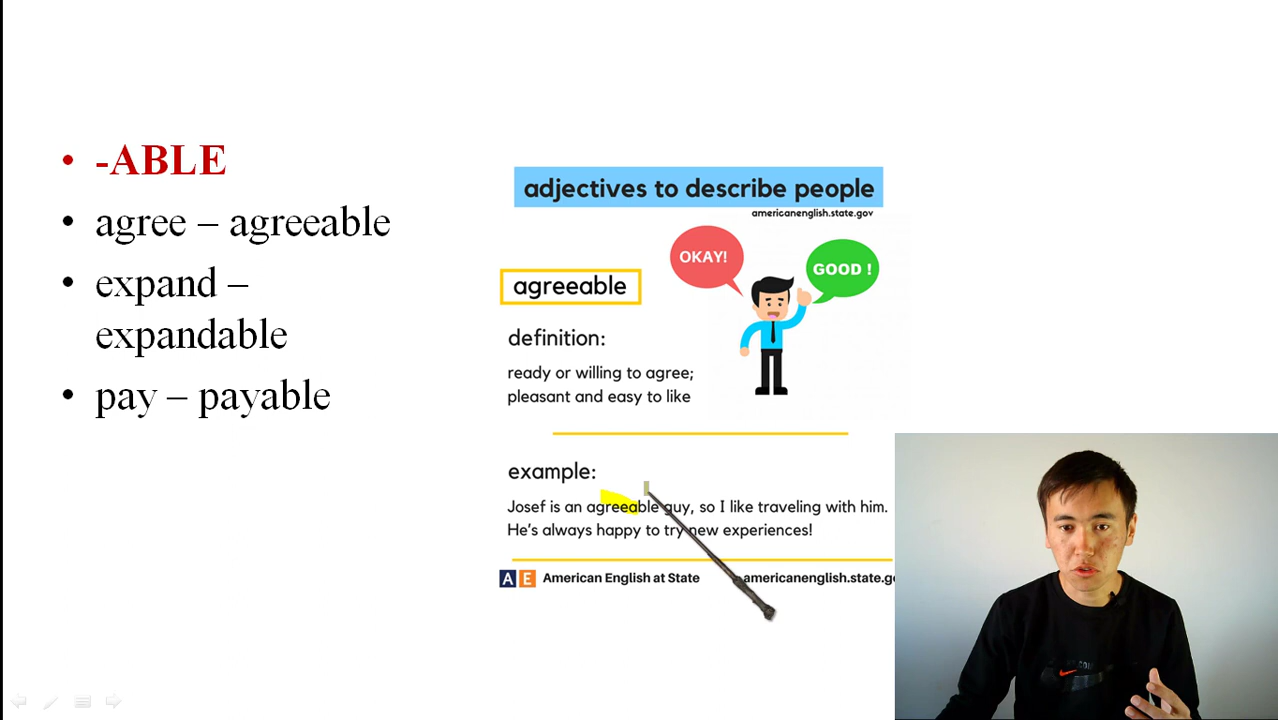 -ABLE
agree – agreeable
expand –
expandable
pay – payable
adjectives to describe people
americanenglish.state.gov
OKAY!
GOOD !
agreeable
definition:
ready or willing to agree;
pleasant and easy to like
example:
Josef is an agreeable guy, so I like traveling with him.
He's always happy to try new experiences!
AE American English at State
americanenglish.state.go